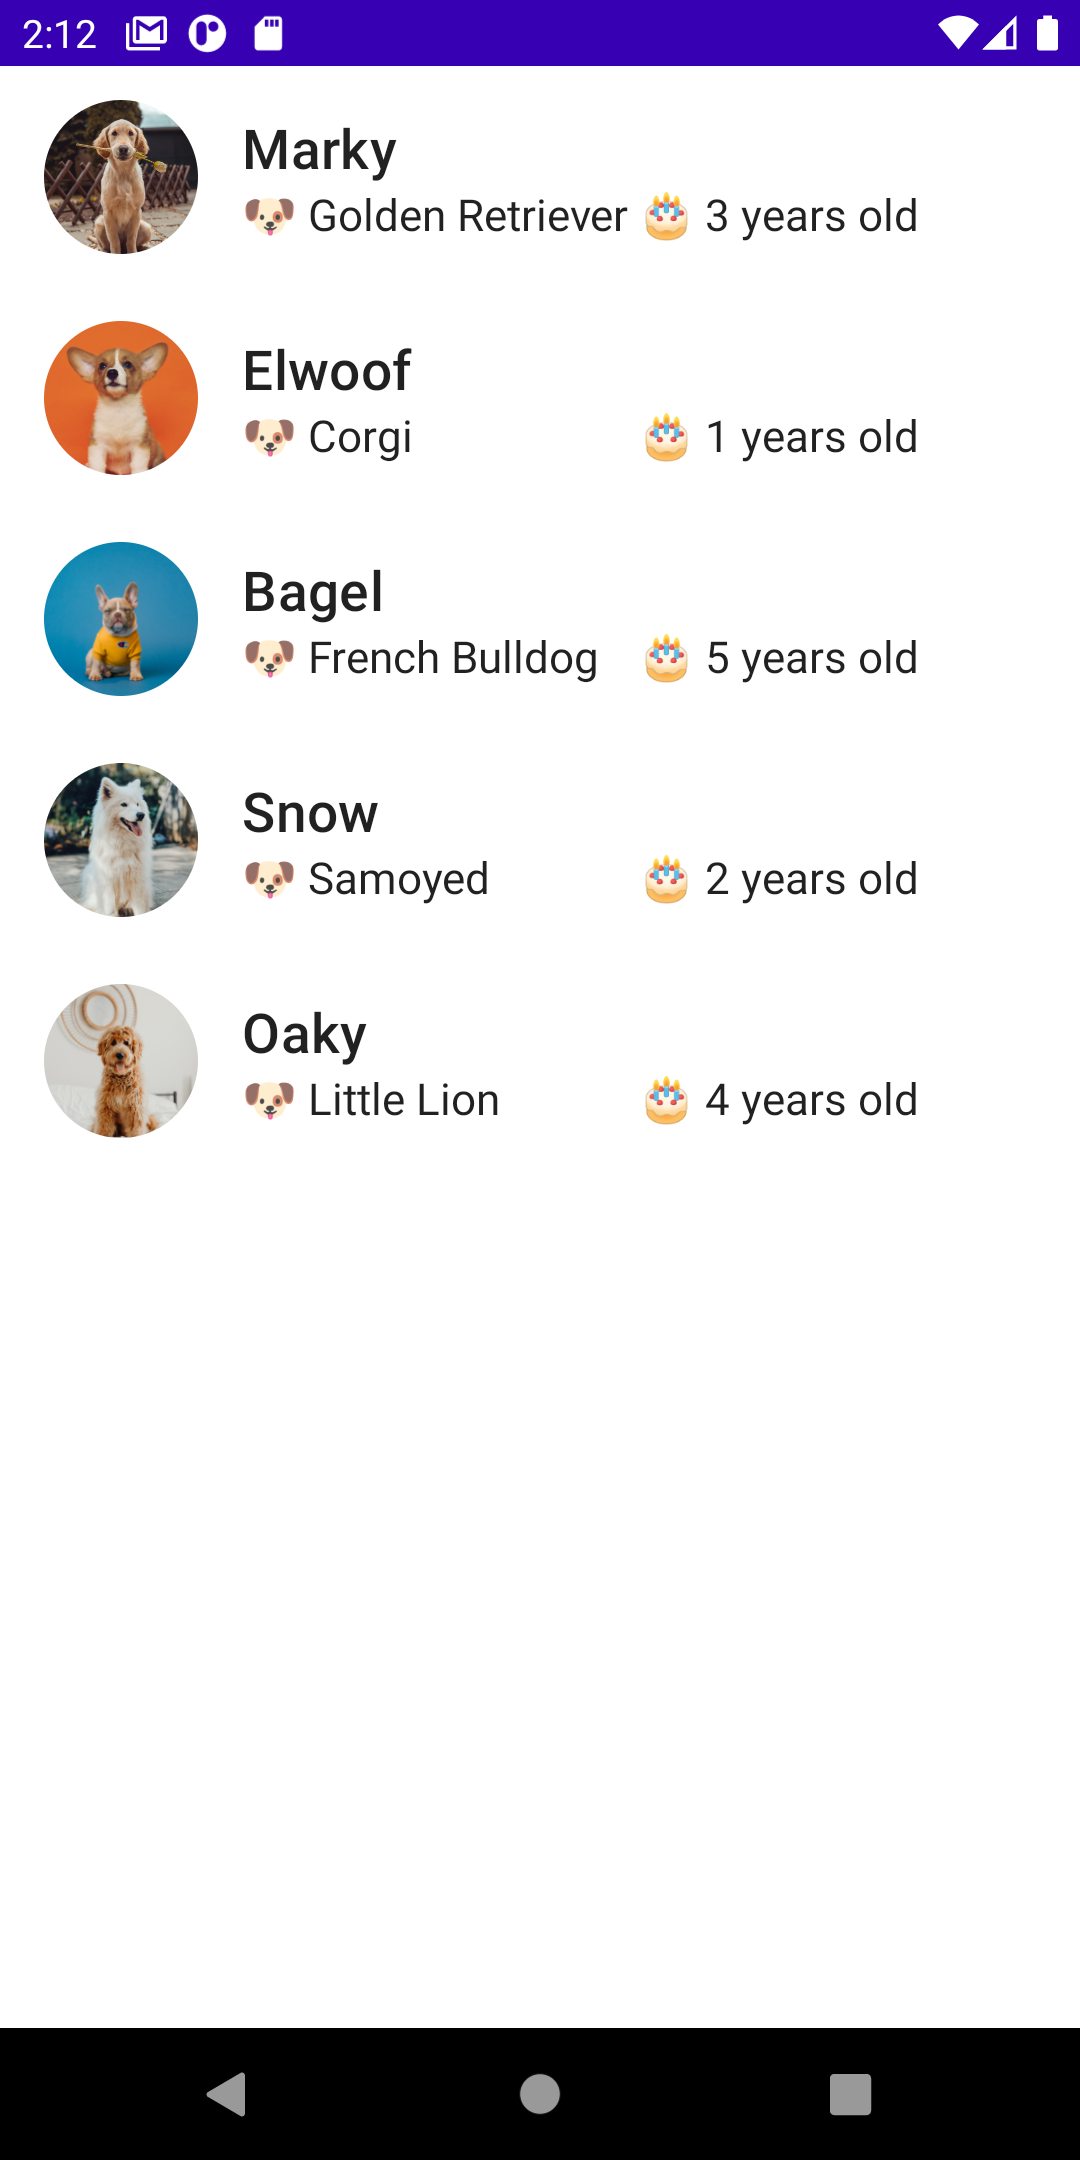 2:12
Marky
🐶 Golden Retriever 🎂 3 years old
Elwoof
🐶 Corgi 🎂 1 years old
Bagel
🐶 French Bulldog 🎂 5 years old
Snow
🐶 Samoyed 🎂 2 years old
Oaky
🐶 Little Lion 🎂 4 years old